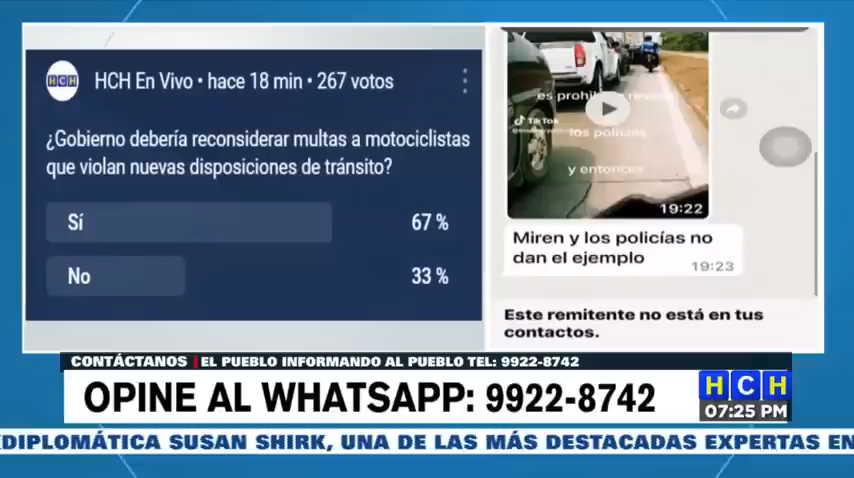 HCH
HCH En Vivo • hace 18 min • 267 votos
¿Gobierno debería reconsiderar multas a motociclistas
que violan nuevas disposiciones de tránsito?
Sí 67 %
No 33 %
es prohib
TikTok
los policías
y entonces
19:22
Miren y los policías no
dan el ejemplo
19:23
Este remitente no está en tus
contactos.
CONTÁCTANOS | EL PUEBLO INFORMANDO AL PUEBLO TEL: 9922-8742
OPINE AL WHATSAPP: 9922-8742
HCH
07:25 PM
DIPLOMÁTICA SUSAN SHIRK, UNA DE LAS MÁS DESTACADAS EXPERTAS EN